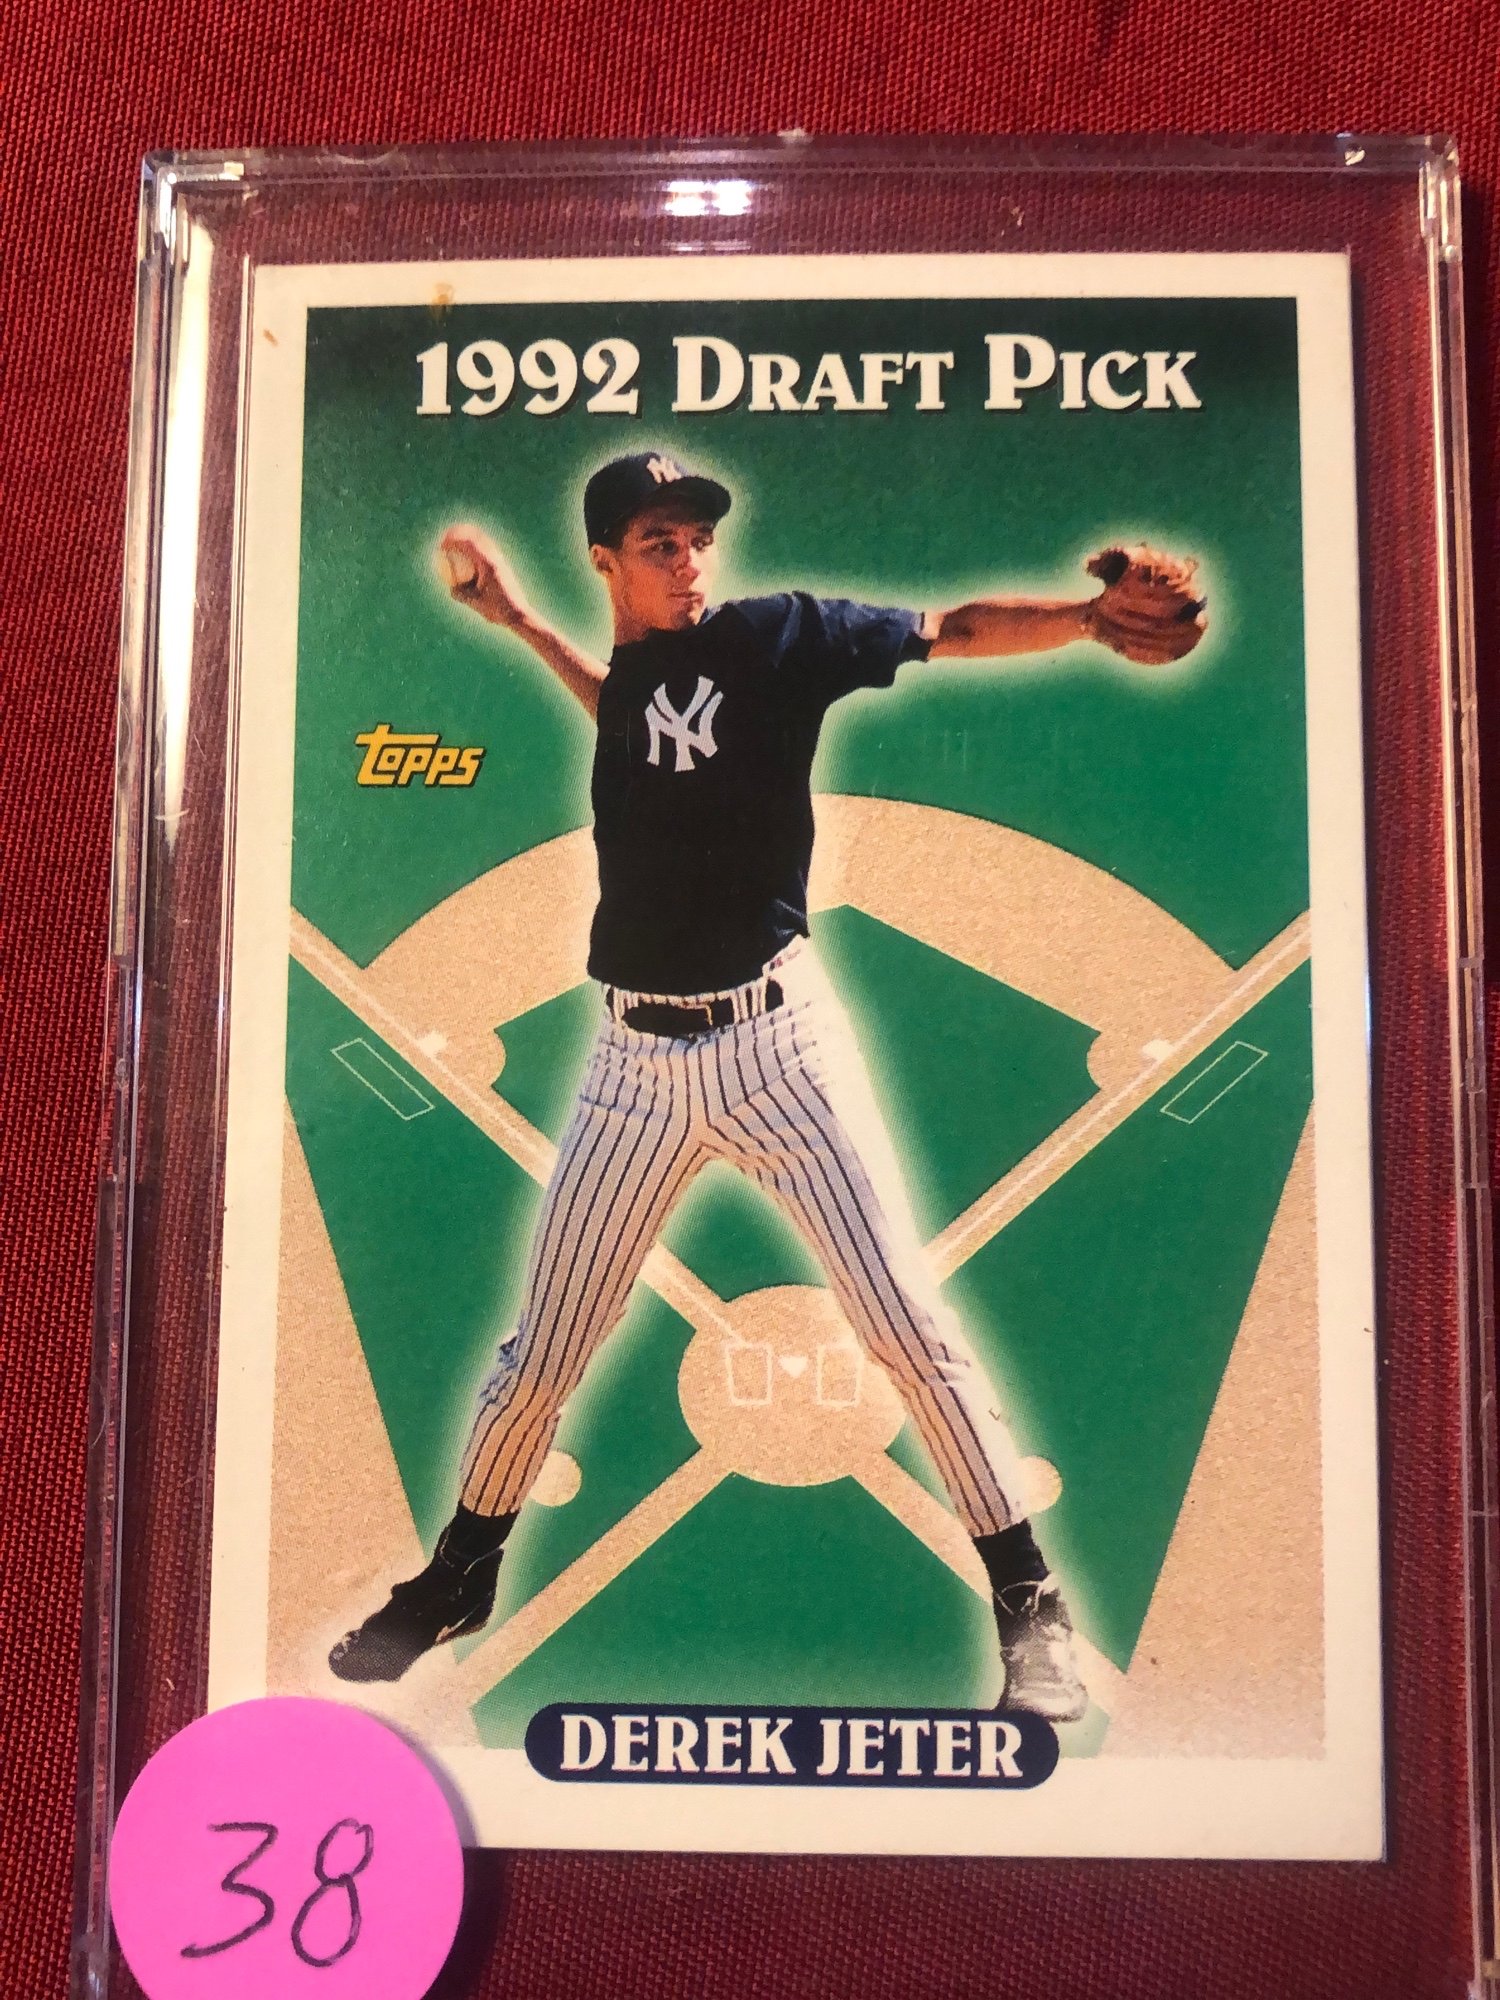 1992 DRAFT PICK
NY
topps
NY
DEREK JETER
38